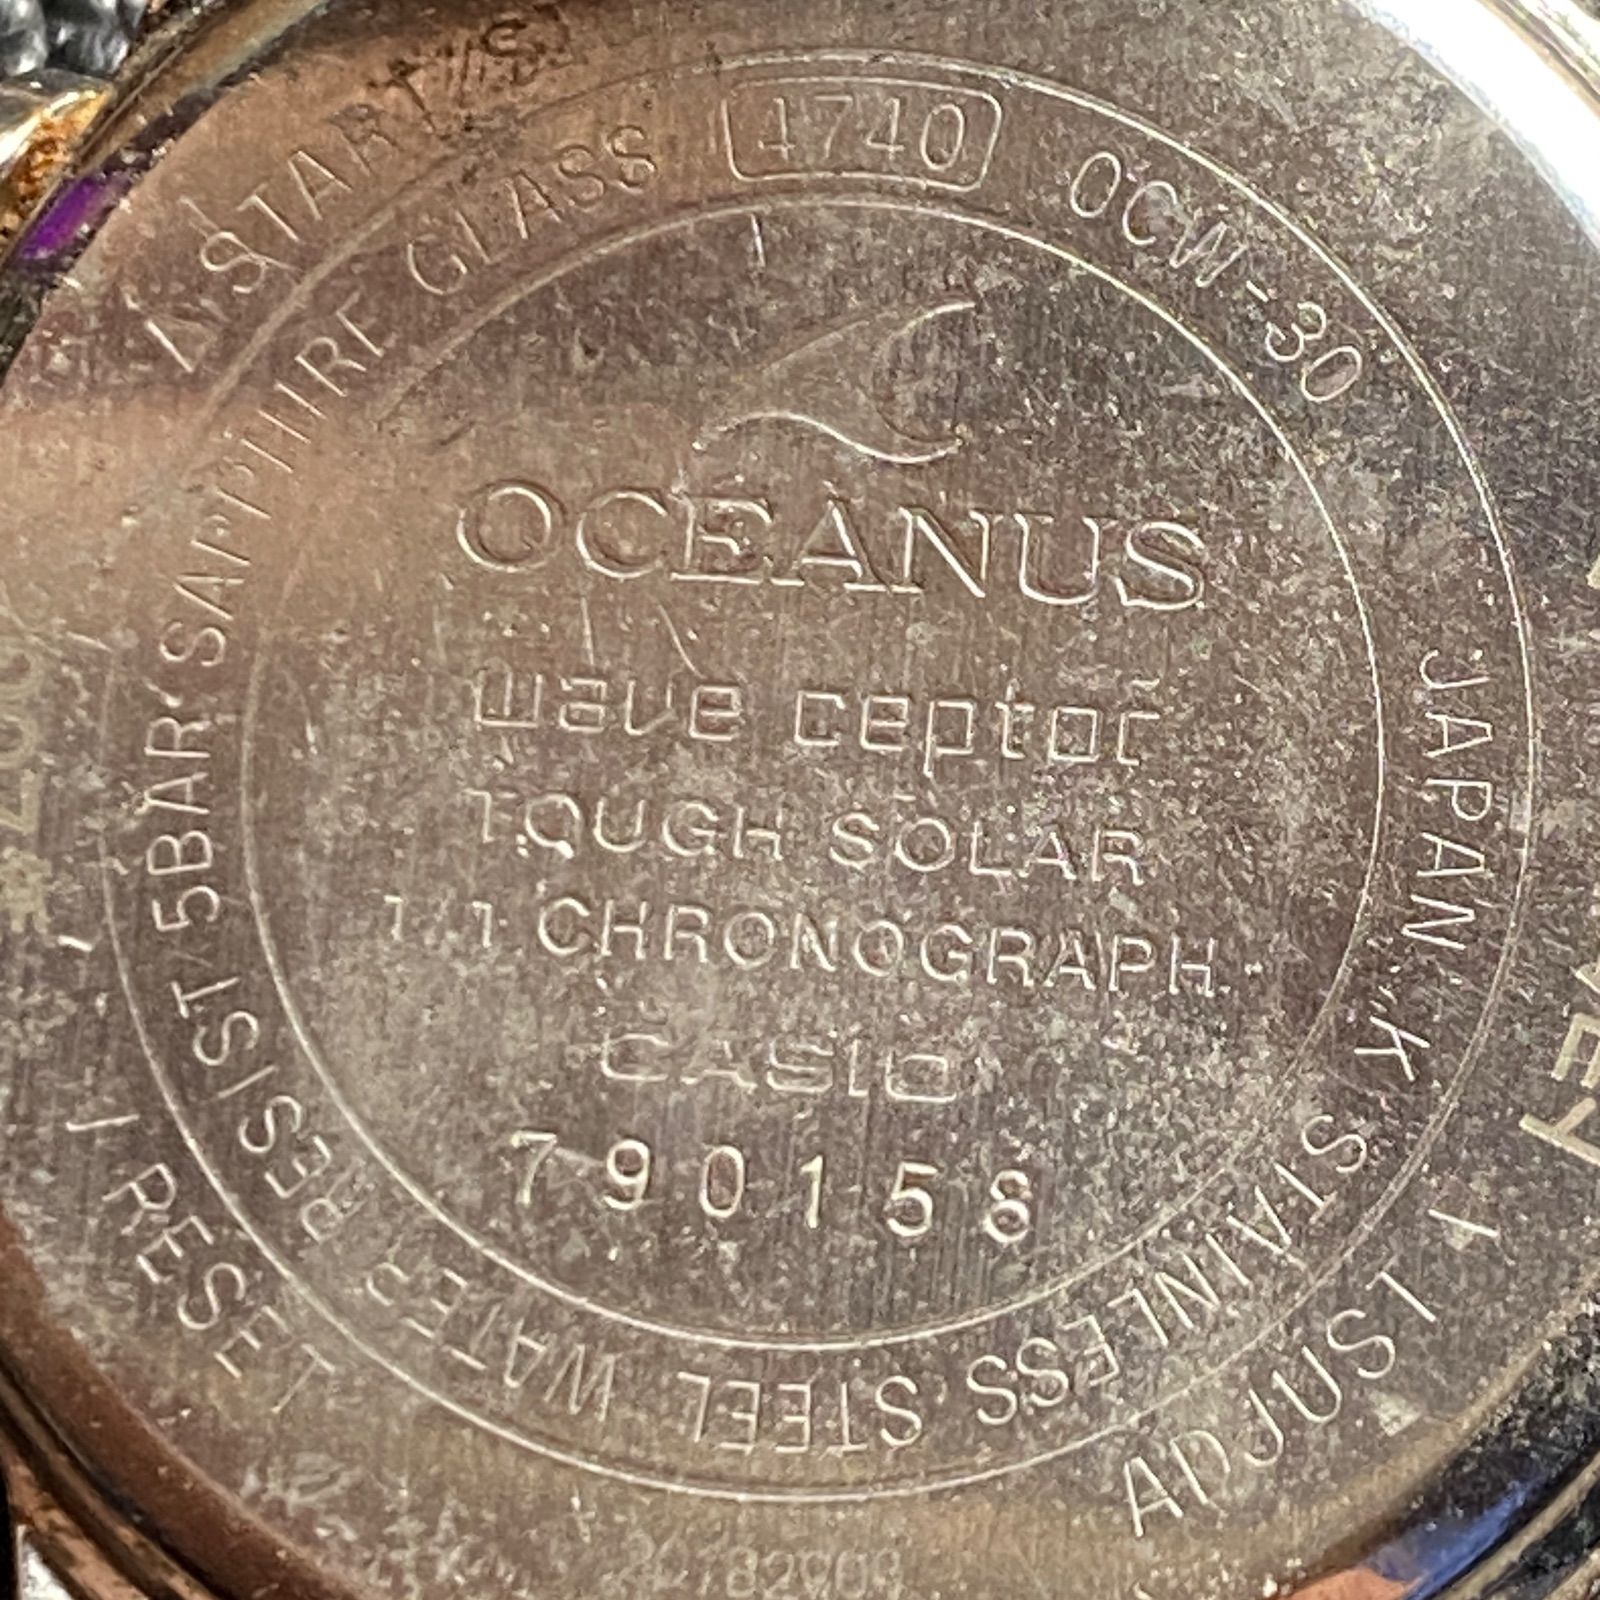 4740
OCW-30
JAPAN K STAINLESS STEEL WATER RESIST 5BAR SAPPHIRE GLASS
OCEANUS
wave ceptor
TOUGH SOLAR
1/1 CHRONOGRAPH
CASIO
790158
START
RESET
ADJUST